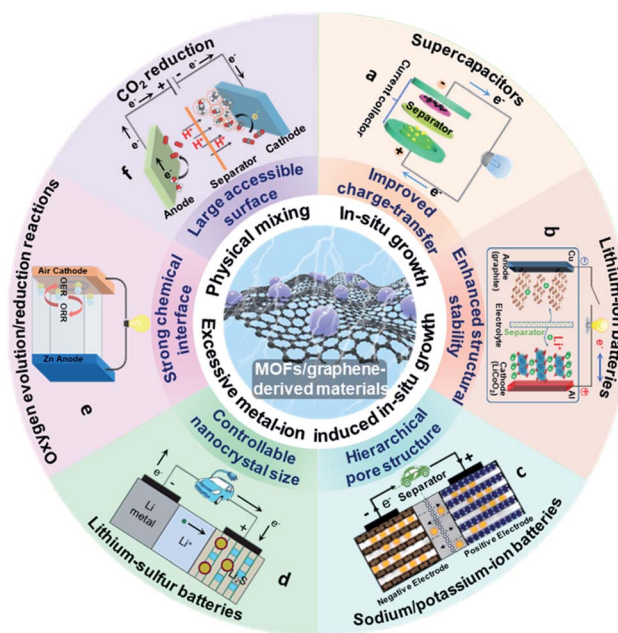 Supercapacitors
a
Current collector
Separator
-
+
e-
e-
Improved charge-transfer
Lithium-ion batteries
b
Cu
Anode (graphite)
Electrolyte
Separator
Li+
Cathode (LiCoO2)
Al
e-
Enhanced structural stability
Sodium/potassium-ion batteries
c
Separator
-
+
e-
Negative Electrode
Positive Electrode
Hierarchical pore structure
Lithium-sulfur batteries
d
e-
-
+
e-
Li metal
Li+
Li2S
Controllable nanocrystal size
Oxygen evolution/reduction reactions
e
Air Cathode
OER
ORR
Zn Anode
Strong chemical interface
CO2 reduction
f
e-
e-
+
-
e-
e-
e-
H+
H+
H+
Anode
Separator
Cathode
Large accessible surface
Physical mixing
In-situ growth
Excessive metal-ion induced in-situ growth
MOFs/graphene-derived materials